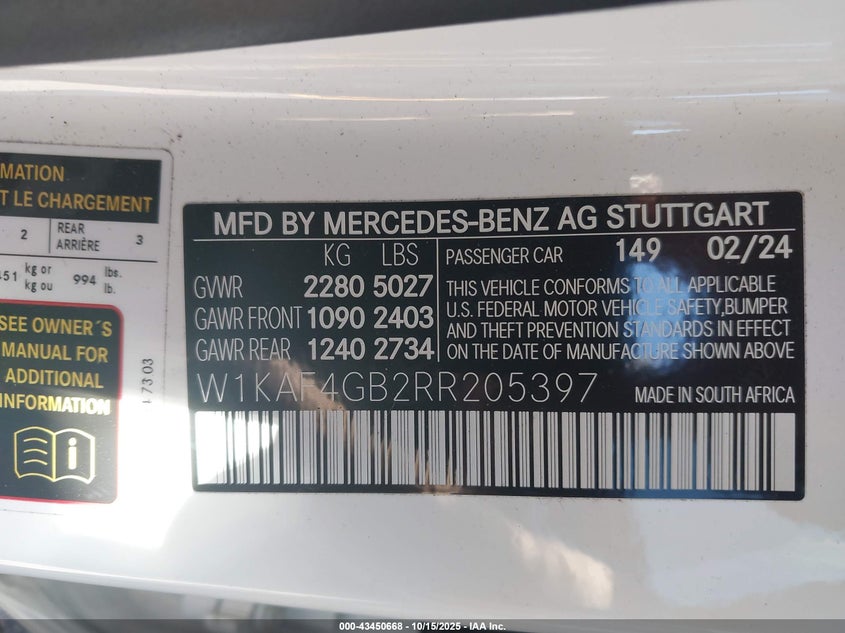 MATION
T LE CHARGEMENT
2 REAR ARRIÈRE 3
451 kg or kg ou 994 lbs. lb.
SEE OWNER´S
MANUAL FOR
ADDITIONAL
INFORMATION
MFD BY MERCEDES-BENZ AG STUTTGART
KG LBS
GVWR 2280 5027
GAWR FRONT 1090 2403
GAWR REAR 1240 2734
PASSENGER CAR 149 02/24
THIS VEHICLE CONFORMS TO ALL APPLICABLE
U.S. FEDERAL MOTOR VEHICLE SAFETY,BUMPER
AND THEFT PREVENTION STANDARDS IN EFFECT
ON THE DATE OF MANUFACTURE SHOWN ABOVE
W1KAF4GB2RR205397 MADE IN SOUTH AFRICA
000-43450668 - 10/15/2025 - IAA Inc.